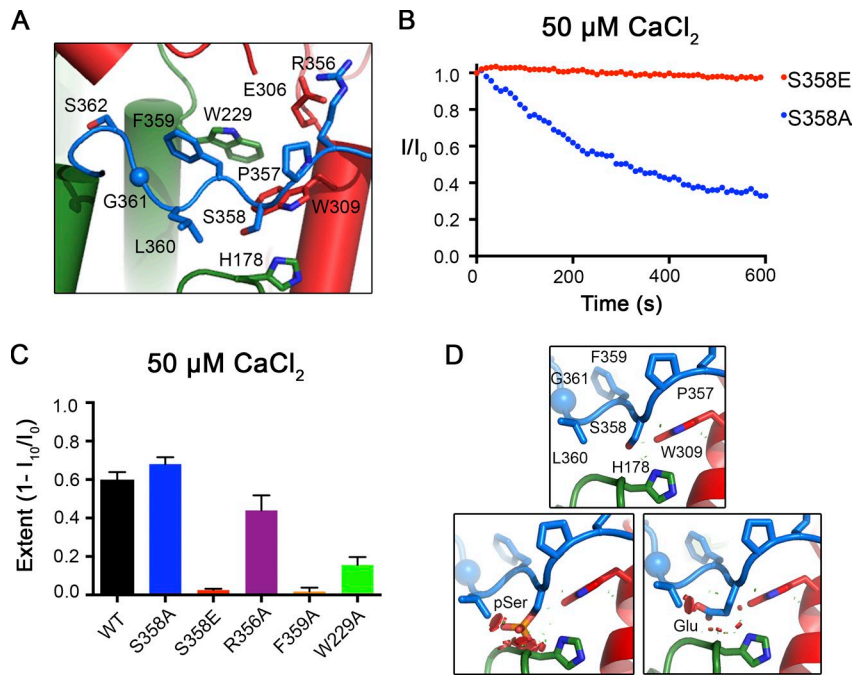 A
R356
E306
S362
F359
W229
P357
G361
S358
W309
L360
H178
B
50 µM CaCl2
1.0
0.8
0.6
0.4
0.2
0.0
I/I0
0
200
400
600
Time (s)
S358E
S358A
C
50 µM CaCl2
1.0
0.8
0.6
0.4
0.2
0.0
Extent (1- I10/I0)
WT
S358A
S358E
R356A
F359A
W229A
D
F359
G361
P357
S358
L360
W309
H178
pSer
Glu